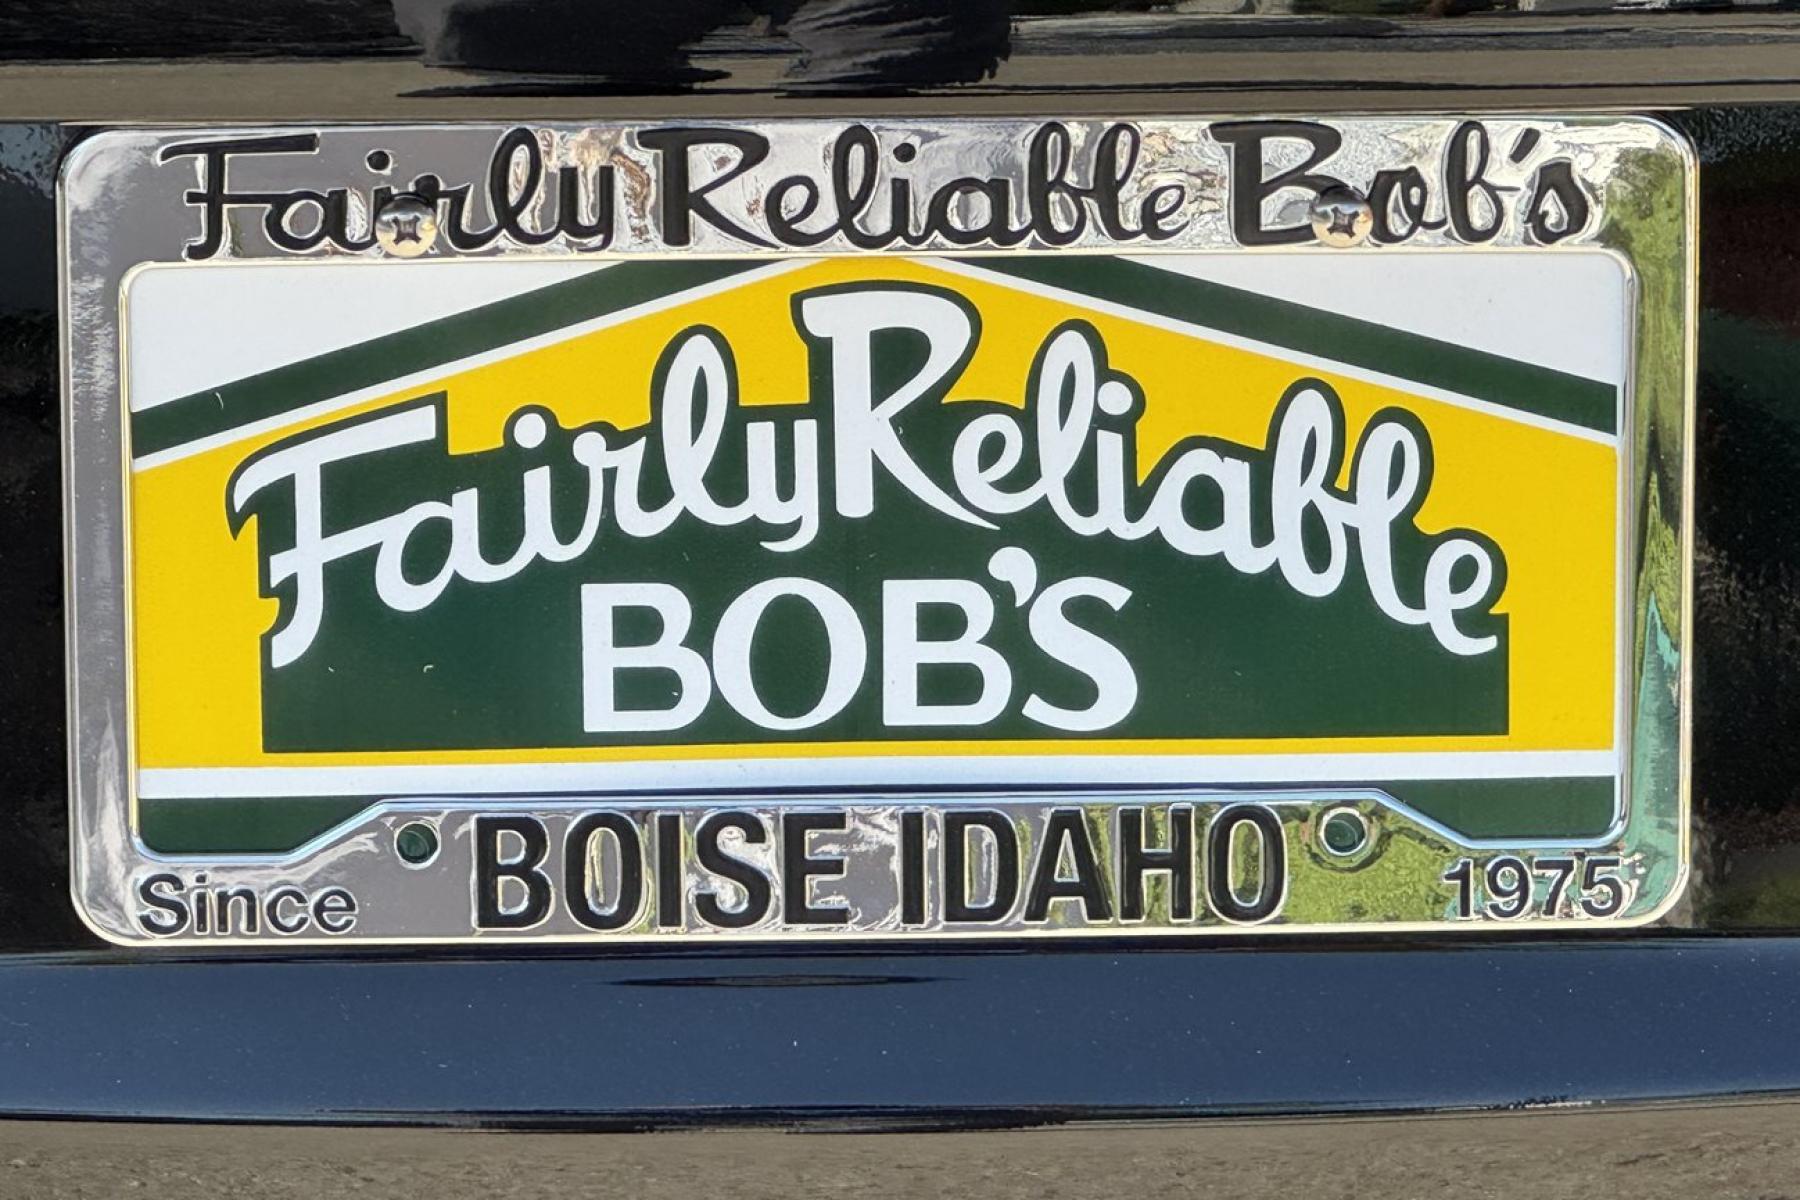 Fairly Reliable Bob's
Fairly Reliable
BOB'S
Since BOISE IDAHO 1975